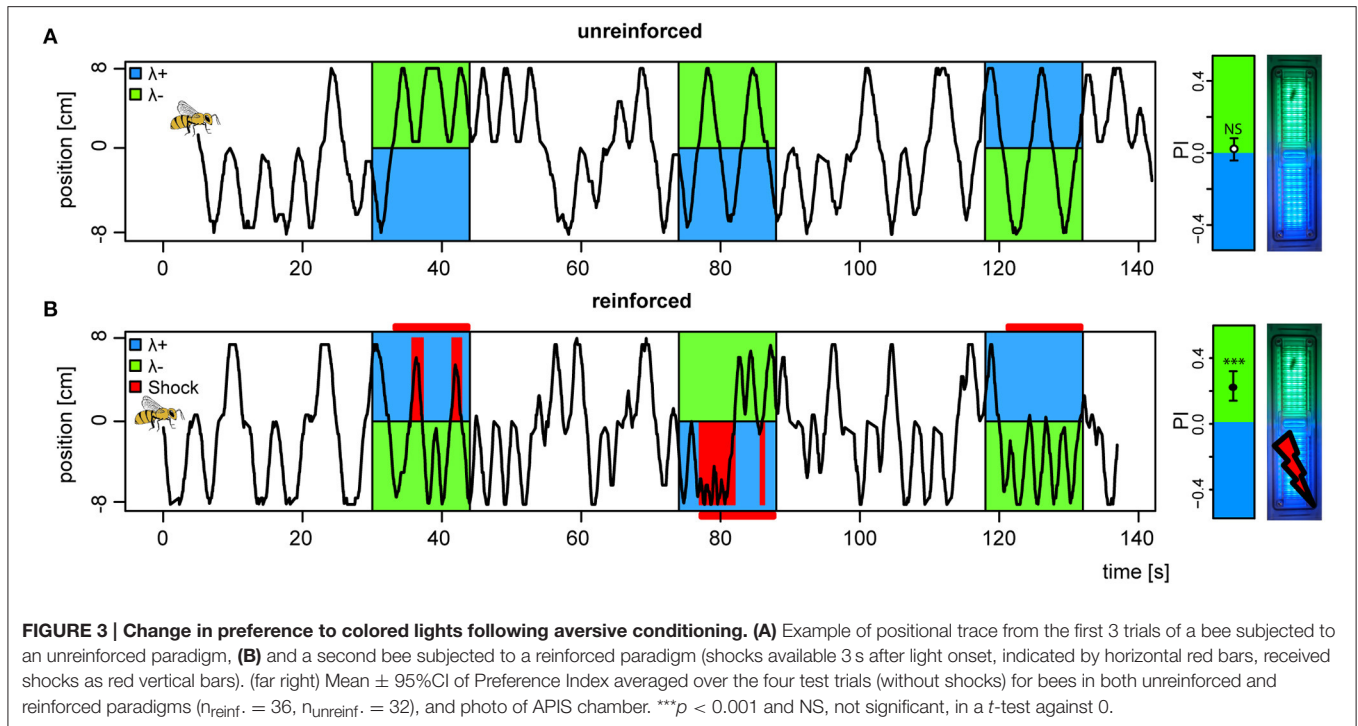 A
unreinforced
λ+
λ-
position [cm]
8
0
-8
0 20 40 60 80 100 120 140
PI
0.4
0.0
-0.4
NS
B
reinforced
λ+
λ-
Shock
position [cm]
8
0
-8
0 20 40 60 80 100 120 140
time [s]
PI
0.4
0.0
-0.4
***
FIGURE 3 | Change in preference to colored lights following aversive conditioning. (A) Example of positional trace from the first 3 trials of a bee subjected to
an unreinforced paradigm, (B) and a second bee subjected to a reinforced paradigm (shocks available 3 s after light onset, indicated by horizontal red bars, received
shocks as red vertical bars). (far right) Mean ± 95%CI of Preference Index averaged over the four test trials (without shocks) for bees in both unreinforced and
reinforced paradigms (nreinf. = 36, nunreinf. = 32), and photo of APIS chamber. ***p < 0.001 and NS, not significant, in a t-test against 0.